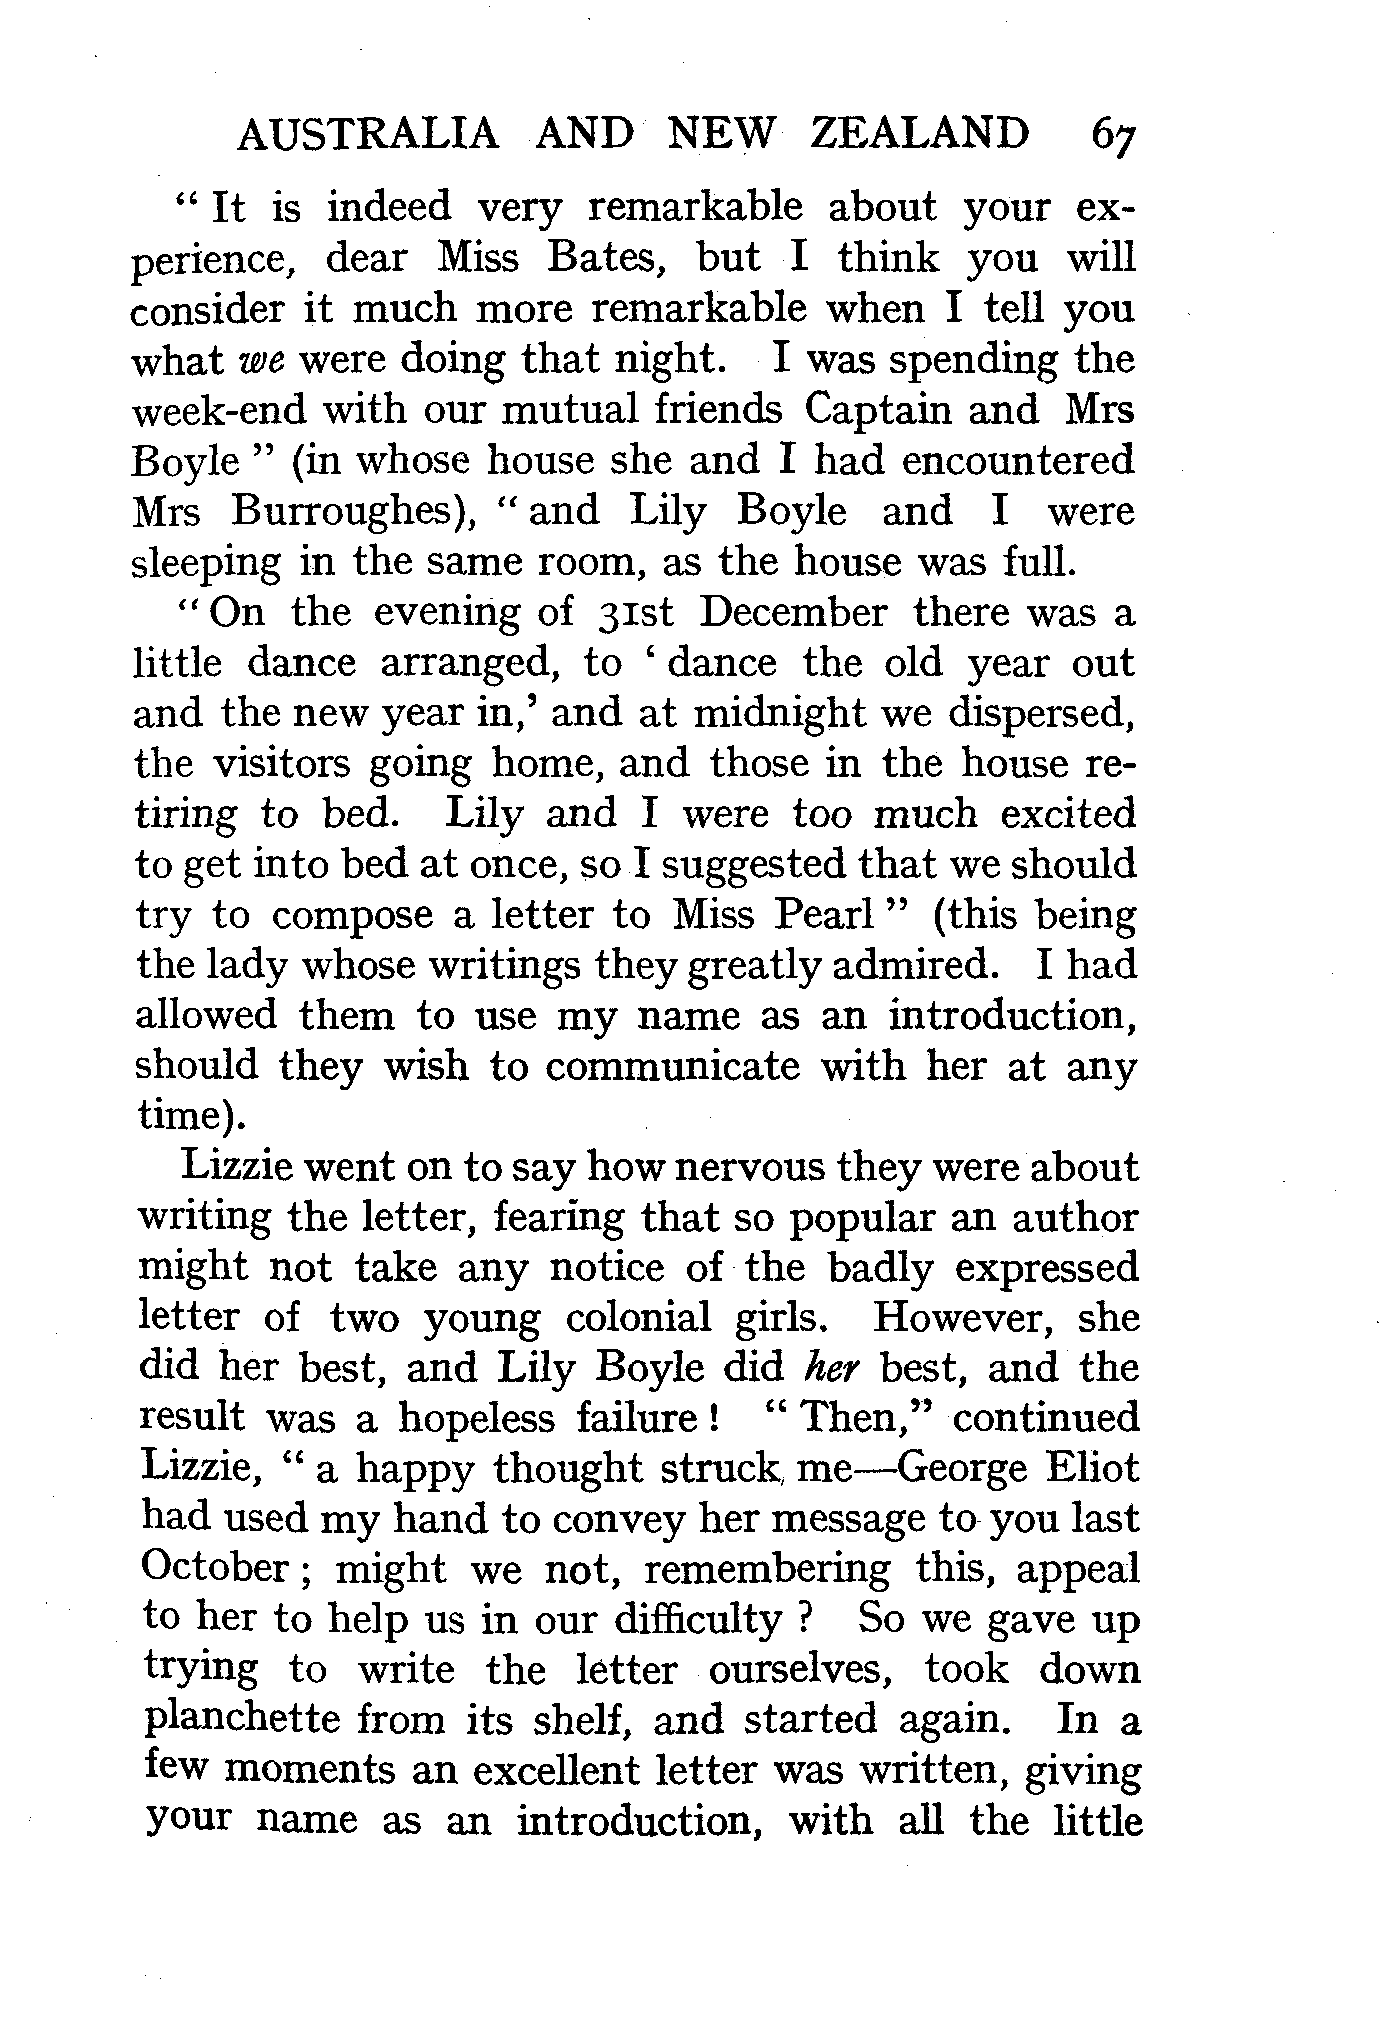 AUSTRALIA AND NEW ZEALAND 67
“ It is indeed very remarkable about your ex-
perience, dear Miss Bates, but I think you will
consider it much more remarkable when I tell you
what we were doing that night. I was spending the
week-end with our mutual friends Captain and Mrs
Boyle ” (in whose house she and I had encountered
Mrs Burroughes), “ and Lily Boyle and I were
sleeping in the same room, as the house was full.
“ On the evening of 31st December there was a
little dance arranged, to ‘ dance the old year out
and the new year in,’ and at midnight we dispersed,
the visitors going home, and those in the house re-
tiring to bed. Lily and I were too much excited
to get into bed at once, so I suggested that we should
try to compose a letter to Miss Pearl ” (this being
the lady whose writings they greatly admired. I had
allowed them to use my name as an introduction,
should they wish to communicate with her at any
time).
Lizzie went on to say how nervous they were about
writing the letter, fearing that so popular an author
might not take any notice of the badly expressed
letter of two young colonial girls. However, she
did her best, and Lily Boyle did her best, and the
result was a hopeless failure ! “ Then,” continued
Lizzie, “ a happy thought struck me—George Eliot
had used my hand to convey her message to you last
October ; might we not, remembering this, appeal
to her to help us in our difficulty ? So we gave up
trying to write the letter ourselves, took down
planchette from its shelf, and started again. In a
few moments an excellent letter was written, giving
your name as an introduction, with all the little